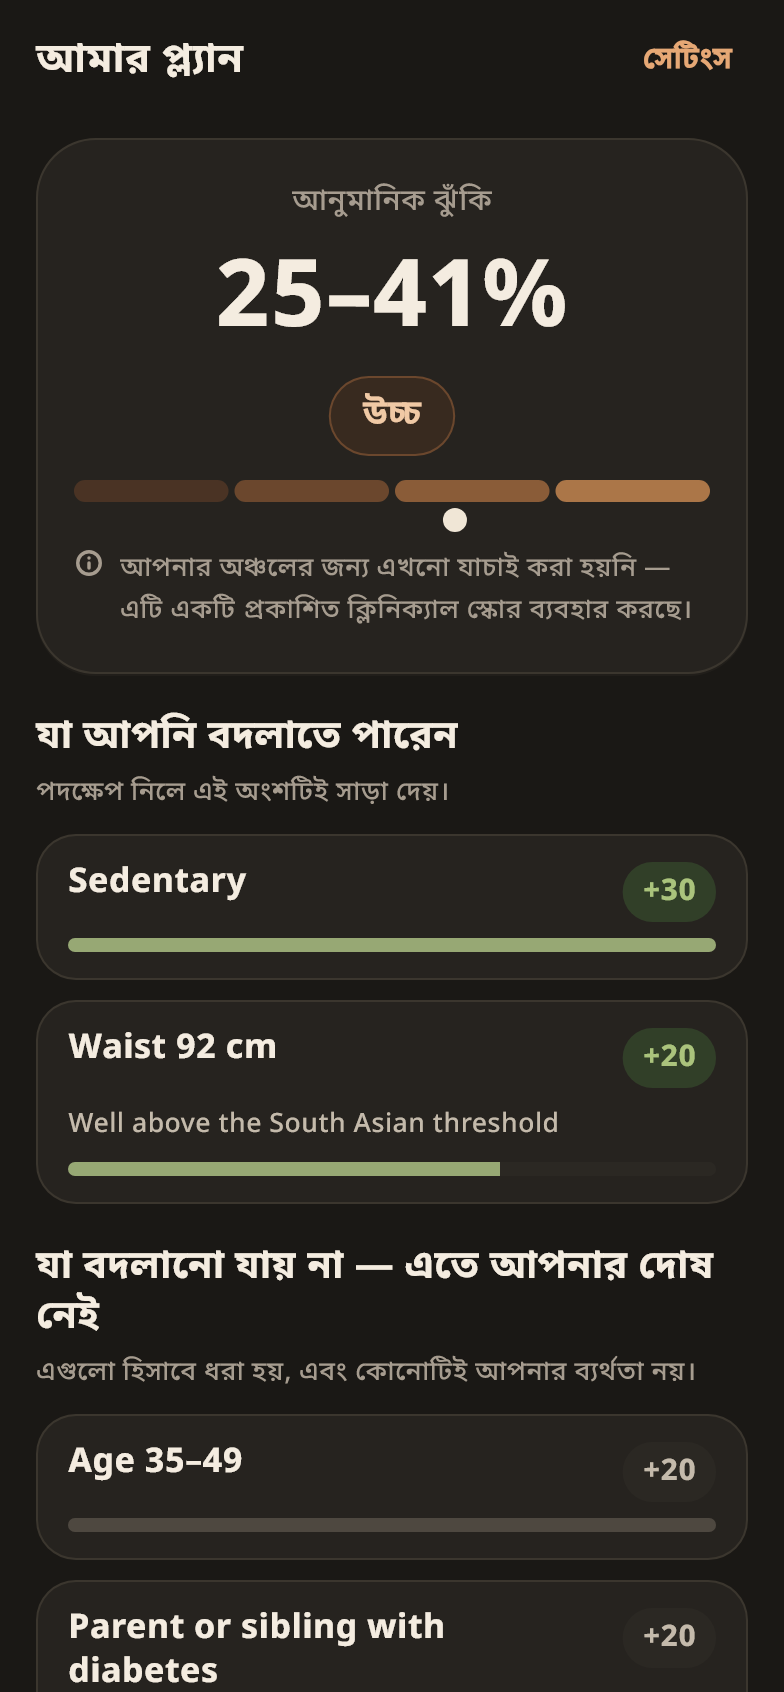 আমার প্ল্যান
সেটিংস
আনুমানিক ঝুঁকি
25–41%
উচ্চ
আপনার অঞ্চলের জন্য এখনো যাচাই করা হয়নি —
এটি একটি প্রকাশিত ক্লিনিক্যাল স্কোর ব্যবহার করছে।
যা আপনি বদলাতে পারেন
পদক্ষেপ নিলে এই অংশটিই সাড়া দেয়।
Sedentary
+30
Waist 92 cm
+20
Well above the South Asian threshold
যা বদলানো যায় না — এতে আপনার দোষ
নেই
এগুলো হিসাবে ধরা হয়, এবং কোনোটিই আপনার ব্যর্থতা নয়।
Age 35–49
+20
Parent or sibling with
diabetes
+20